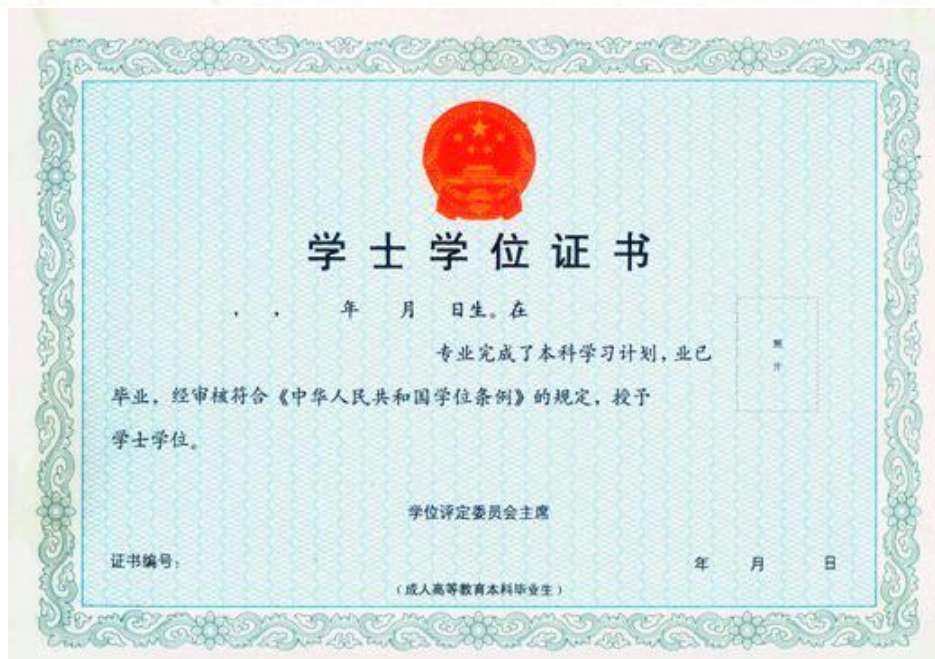 学士学位证书
， ， 年 月 日生。在
专业完成了本科学习计划，业已
毕业，经审核符合《中华人民共和国学位条例》的规定，授予
学士学位。
照
片
学位评定委员会主席
证书编号：
年 月 日
（成人高等教育本科毕业生）